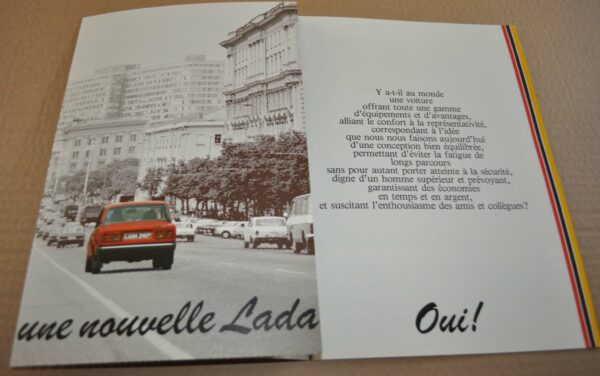 LADA 2107
une nouvelle Lada
Y a-t-il au monde
une voiture
offrant toute une gamme
d'équipements et d'avantages,
alliant le confort à la représentativité,
correspondant à l'idée
que nous nous faisons aujourd'hui
d'une conception bien équilibrée,
permettant d'éviter la fatigue de
longs parcours
sans pour autant porter atteinte à la sécurité,
digne d'un homme supérieur et prévoyant,
garantissant des économies
en temps et en argent,
et suscitant l'enthousiasme des amis et collègues?
Oui!